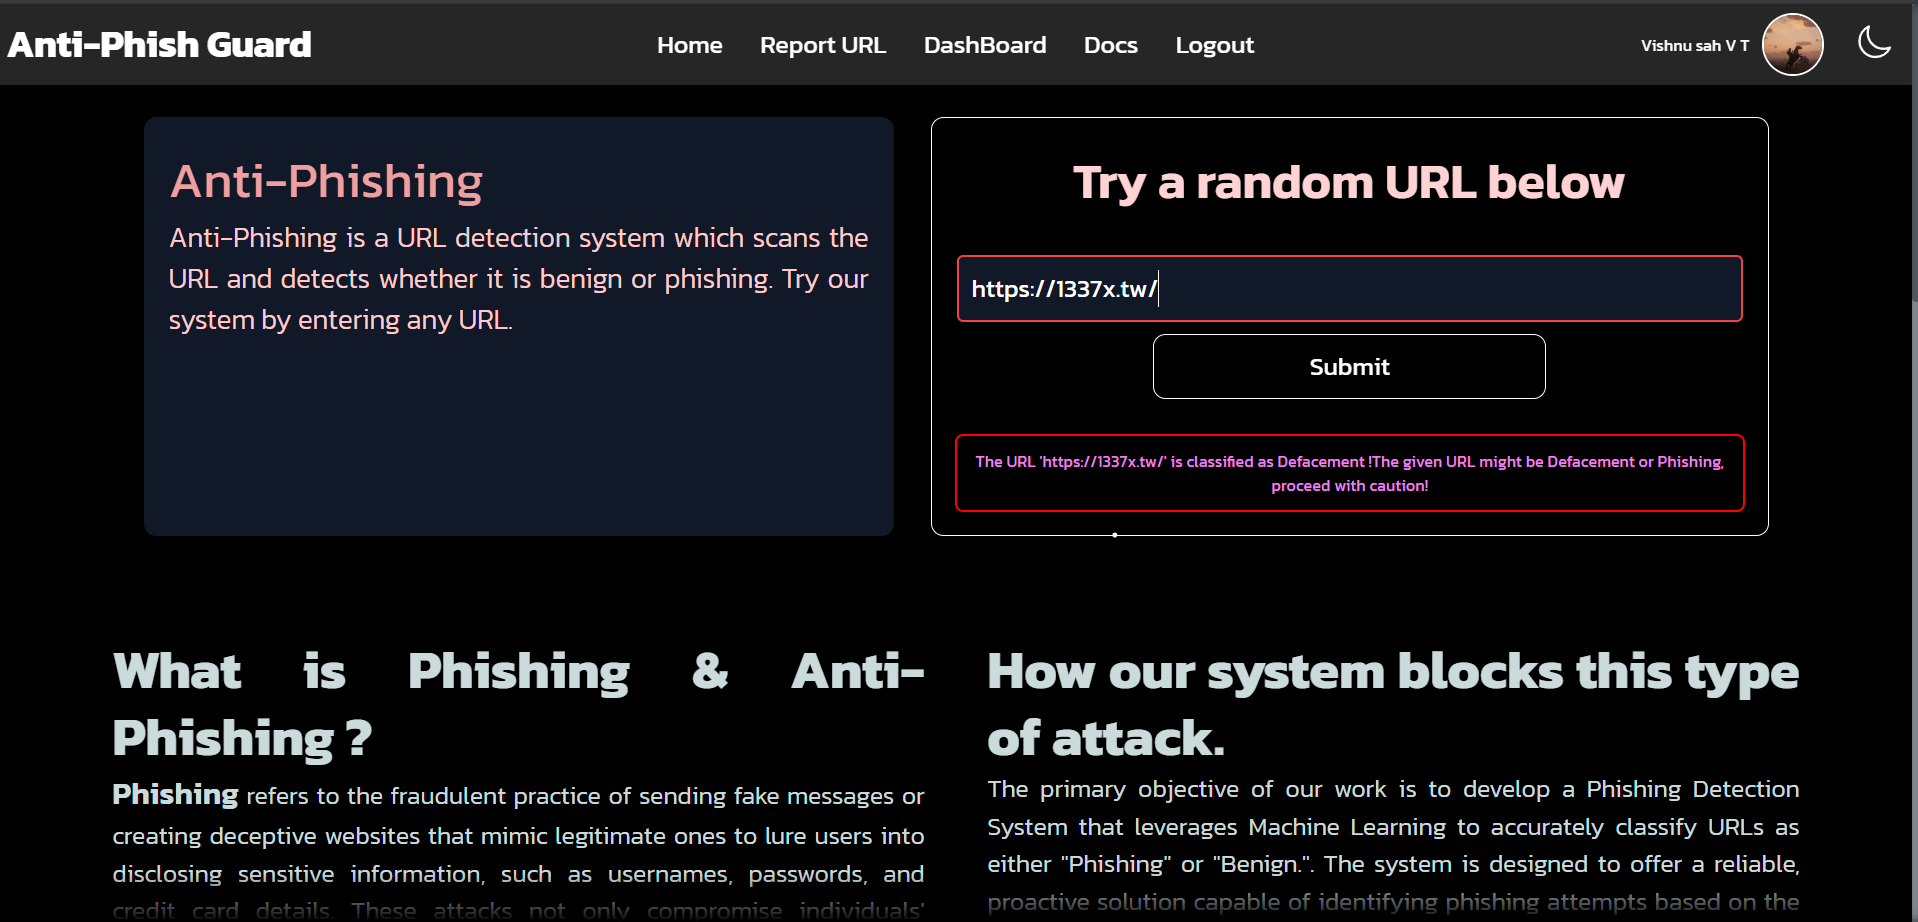 Anti-Phish Guard
Home Report URL DashBoard Docs Logout
Vishnu sah V T
Anti-Phishing
Anti-Phishing is a URL detection system which scans the
URL and detects whether it is benign or phishing. Try our
system by entering any URL.
Try a random URL below
https://1337x.tw/
Submit
The URL 'https://1337x.tw/' is classified as Defacement !The given URL might be Defacement or Phishing,
proceed with caution!
What is Phishing & Anti-
Phishing ?
Phishing refers to the fraudulent practice of sending fake messages or
creating deceptive websites that mimic legitimate ones to lure users into
disclosing sensitive information, such as usernames, passwords, and
credit card details. These attacks not only compromise individuals'
How our system blocks this type
of attack.
The primary objective of our work is to develop a Phishing Detection
System that leverages Machine Learning to accurately classify URLs as
either "Phishing" or "Benign.". The system is designed to offer a reliable,
proactive solution capable of identifying phishing attempts based on the